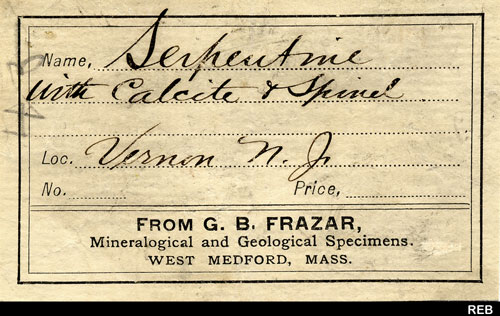 Name, Serpentine
With Calcite & Spinel
Loc. Vernon N. J.
No. Price,
FROM G. B. FRAZAR,
Mineralogical and Geological Specimens.
WEST MEDFORD, MASS.
REB